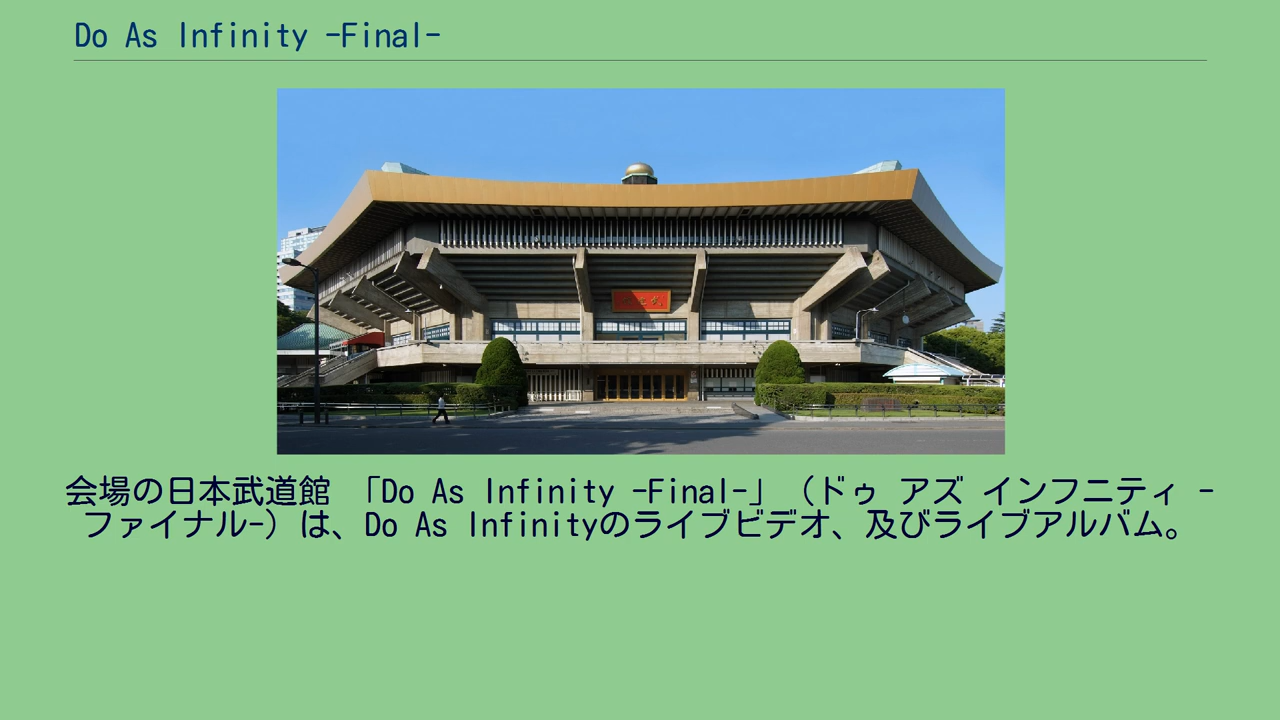 Do As Infinity -Final-
会場の日本武道館 「Do As Infinity -Final-」（ドゥ アズ インフニティ -
ファイナル-）は、Do As Infinityのライブビデオ、及びライブアルバム。